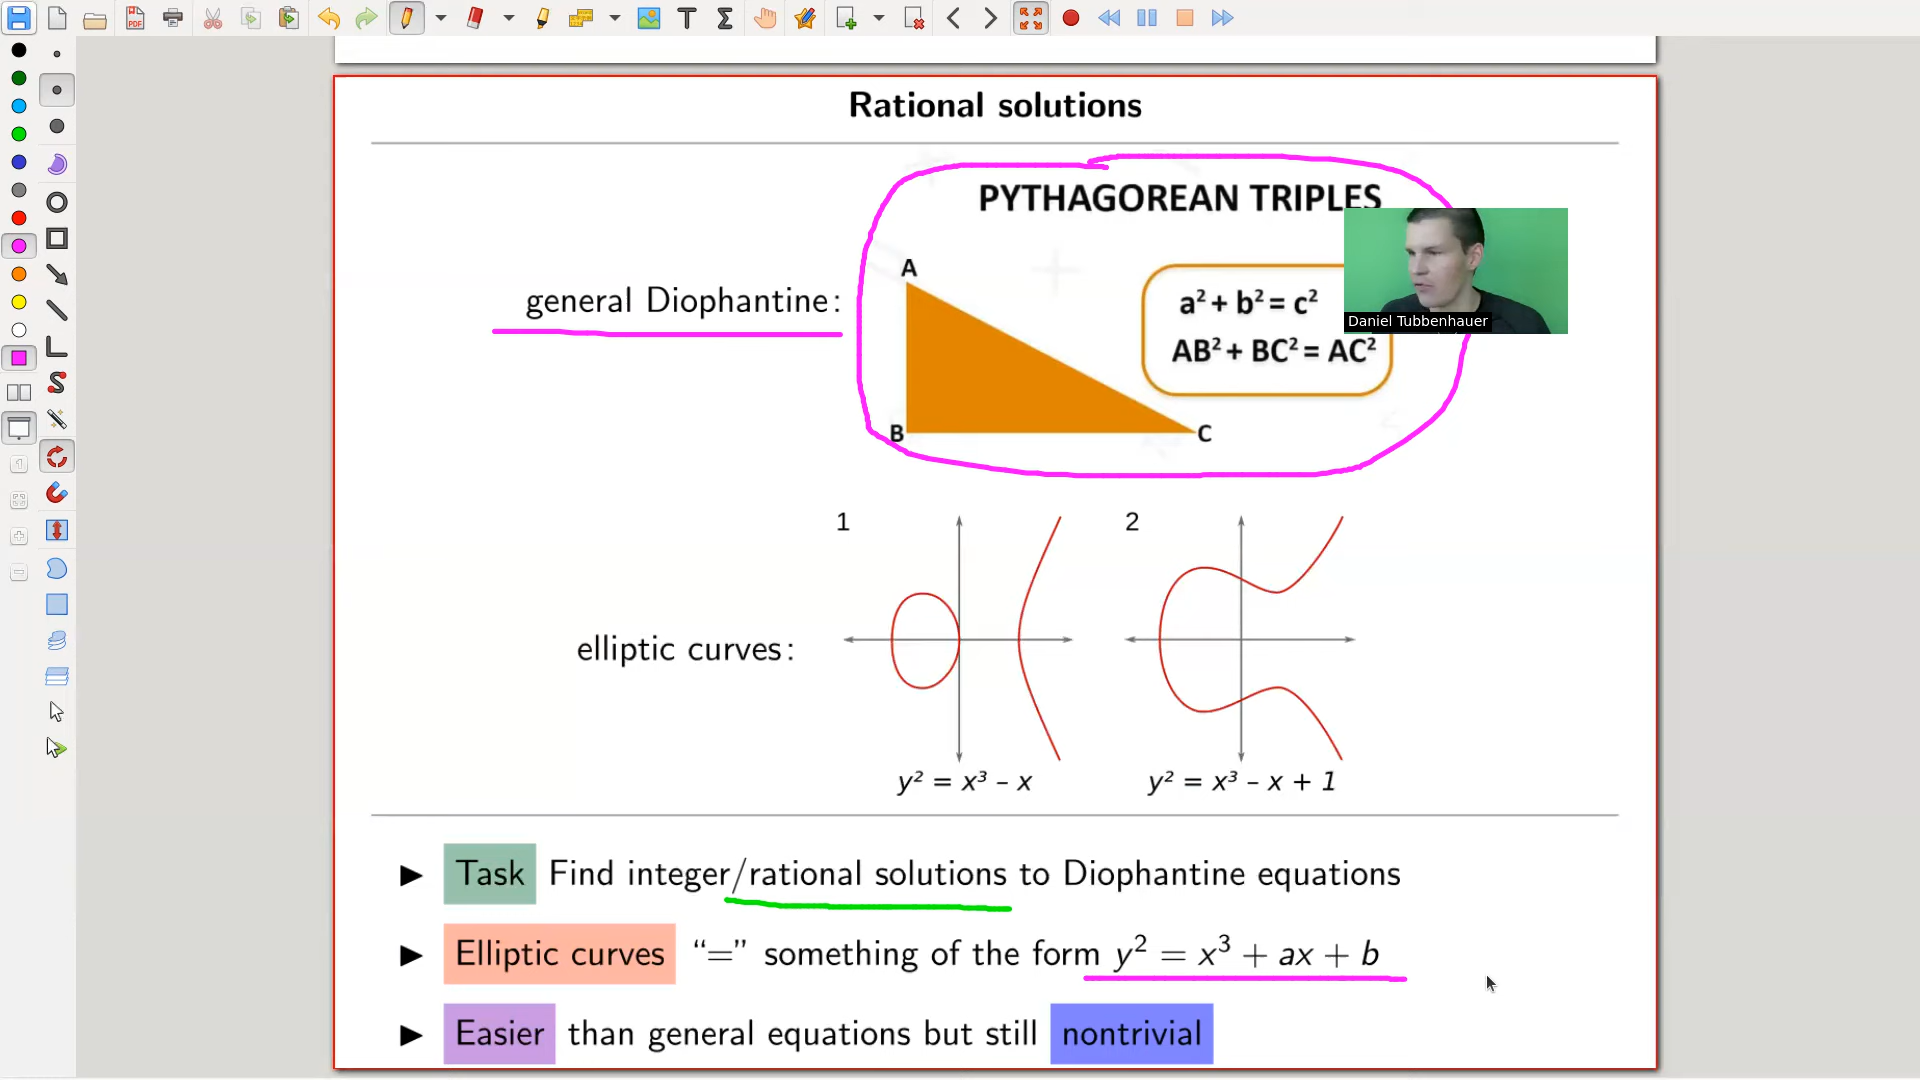 Rational solutions
PYTHAGOREAN TRIPLES
A
general Diophantine:
a² + b² = c²
Daniel Tubbenhauer
AB² + BC² = AC²
B
C
1
2
elliptic curves:
y² = x³ – x
y² = x³ – x + 1
► Task Find integer/rational solutions to Diophantine equations
► Elliptic curves “=” something of the form y² = x³ + ax + b
► Easier than general equations but still nontrivial